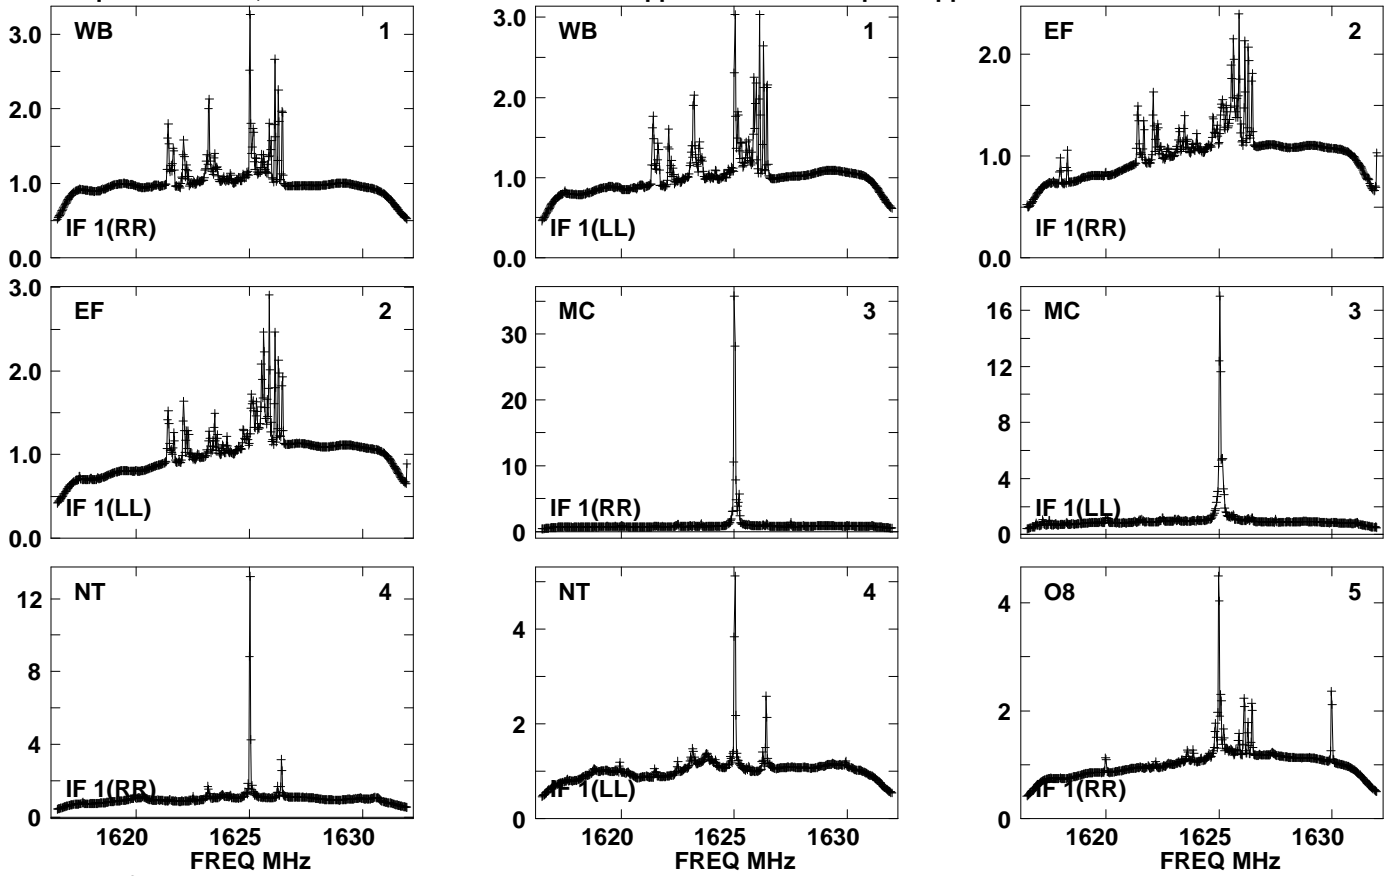 WB 1
3.0
2.0
1.0
0.0
IF 1(RR)
WB 1
3.0
2.0
1.0
0.0
IF 1(LL)
EF 2
2.0
1.0
0.0
IF 1(RR)
EF 2
3.0
2.0
1.0
0.0
IF 1(LL)
MC 3
30
20
10
0
IF 1(RR)
MC 3
16
12
8
4
0
IF 1(LL)
NT 4
12
8
4
0
IF 1(RR)
1620 1625 1630
FREQ MHz
NT 4
4
2
0
IF 1(LL)
1620 1625 1630
FREQ MHz
O8 5
4
2
0
IF 1(RR)
1620 1625 1630
FREQ MHz